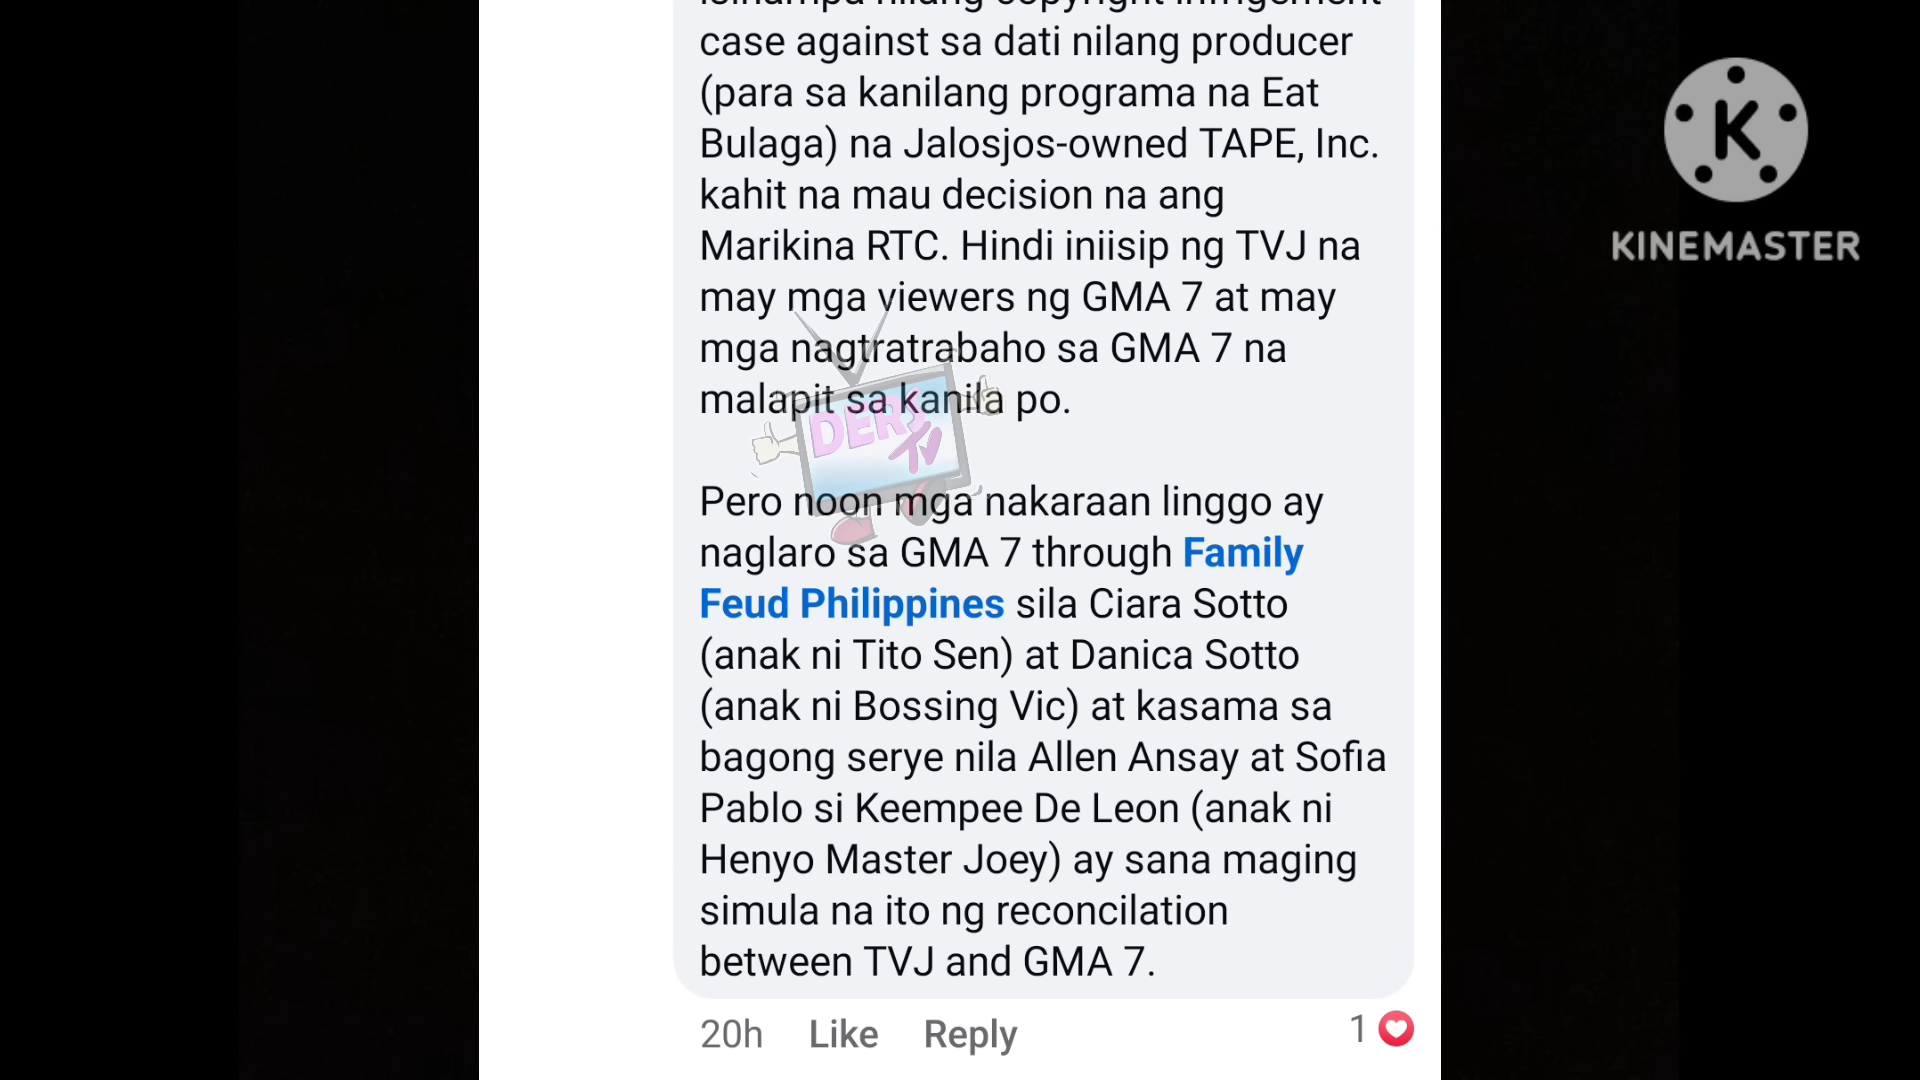 isinampa nilang copyright infringement
case against sa dati nilang producer
(para sa kanilang programa na Eat
Bulaga) na Jalosjos-owned TAPE, Inc.
kahit na mau decision na ang
Marikina RTC. Hindi iniisip ng TVJ na
may mga viewers ng GMA 7 at may
mga nagtratrabaho sa GMA 7 na
malapit sa kanila po.
Pero noon mga nakaraan linggo ay
naglaro sa GMA 7 through Family
Feud Philippines sila Ciara Sotto
(anak ni Tito Sen) at Danica Sotto
(anak ni Bossing Vic) at kasama sa
bagong serye nila Allen Ansay at Sofia
Pablo si Keempee De Leon (anak ni
Henyo Master Joey) ay sana maging
simula na ito ng reconcilation
between TVJ and GMA 7.
20h Like Reply 1
DERS
TV
K
KINEMASTER